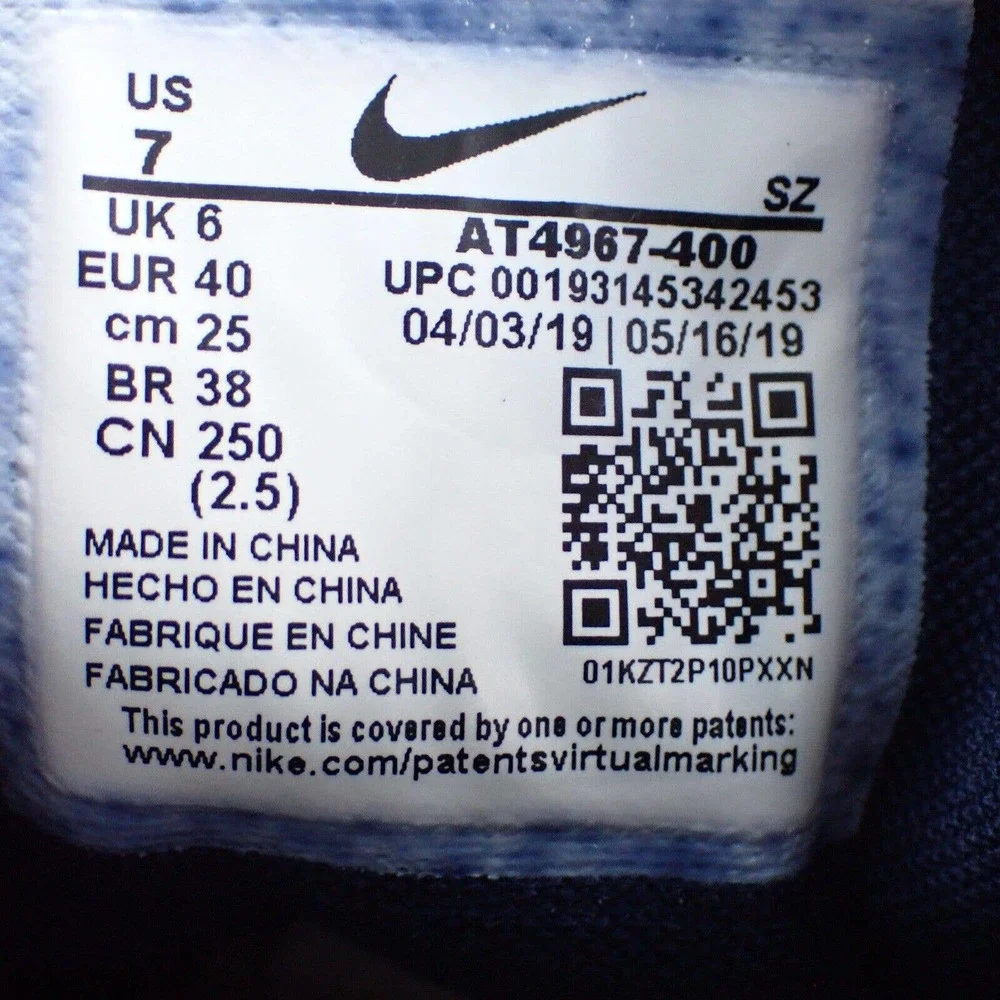 US
7
SZ
UK 6
AT4967-400
EUR 40
UPC 00193145342453
cm 25
04/03/19 | 05/16/19
BR 38
CN 250
(2.5)
MADE IN CHINA
HECHO EN CHINA
FABRIQUE EN CHINE
FABRICADO NA CHINA
01KZT2P10PXXN
This product is covered by one or more patents:
www.nike.com/patentsvirtualmarking